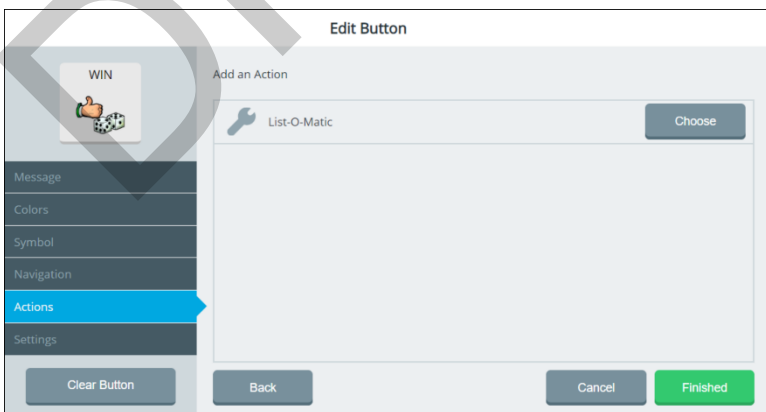 Edit Button
WIN
Add an Action
List-O-Matic
Choose
Message
Colors
Symbol
Navigation
Actions
Settings
Clear Button
Back
Cancel
Finished